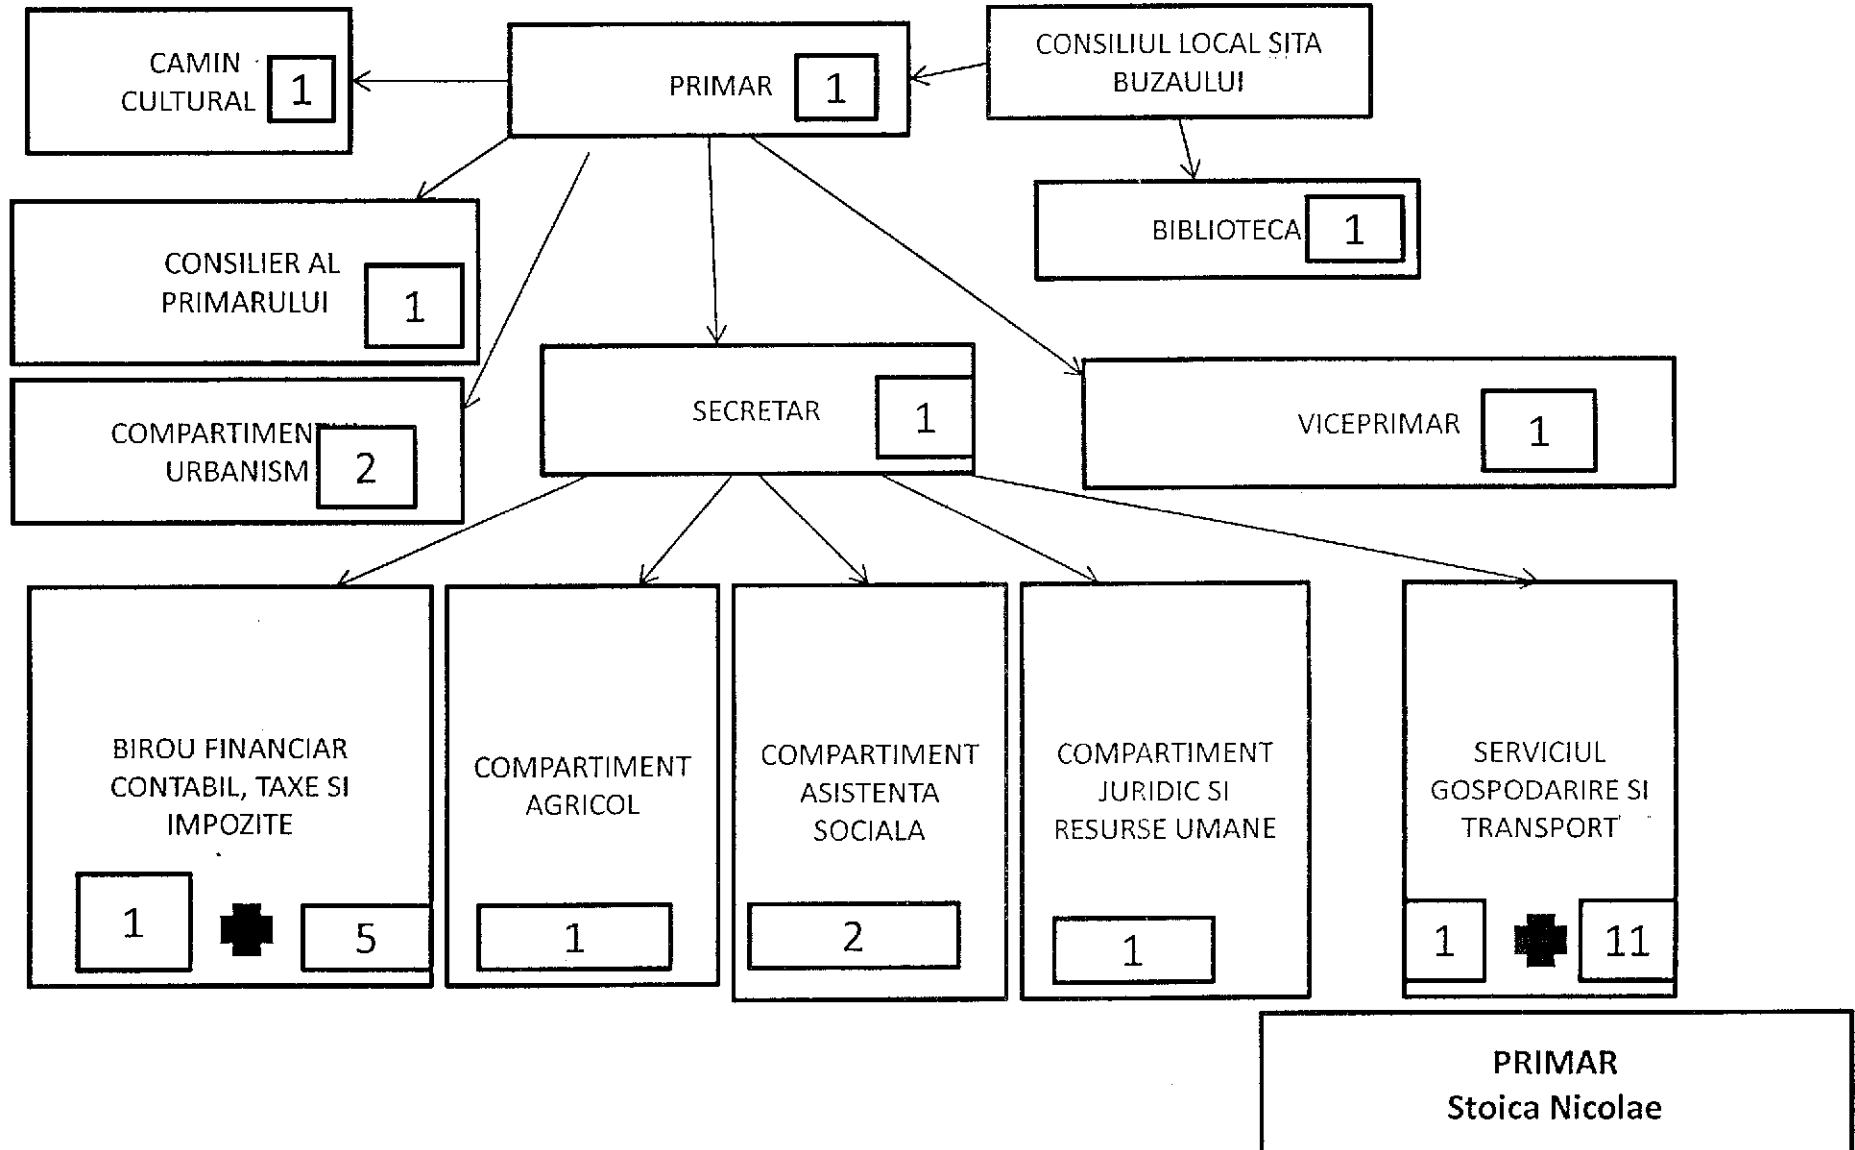 CAMIN
CULTURAL
1
PRIMAR
1
CONSILIUL LOCAL SITA
BUZAULUI
BIBLIOTECA
1
CONSILIER AL
PRIMARULUI
1
COMPARTIMENT
URBANISM
2
SECRETAR
1
VICEPRIMAR
1
BIROU FINANCIAR
CONTABIL, TAXE SI
IMPOZITE
1
5
COMPARTIMENT
AGRICOL
1
COMPARTIMENT
ASISTENTA
SOCIALA
2
COMPARTIMENT
JURIDIC SI
RESURSE UMANE
1
SERVICIUL
GOSPODARIRE SI
TRANSPORT
1
11
PRIMAR
Stoica Nicolae